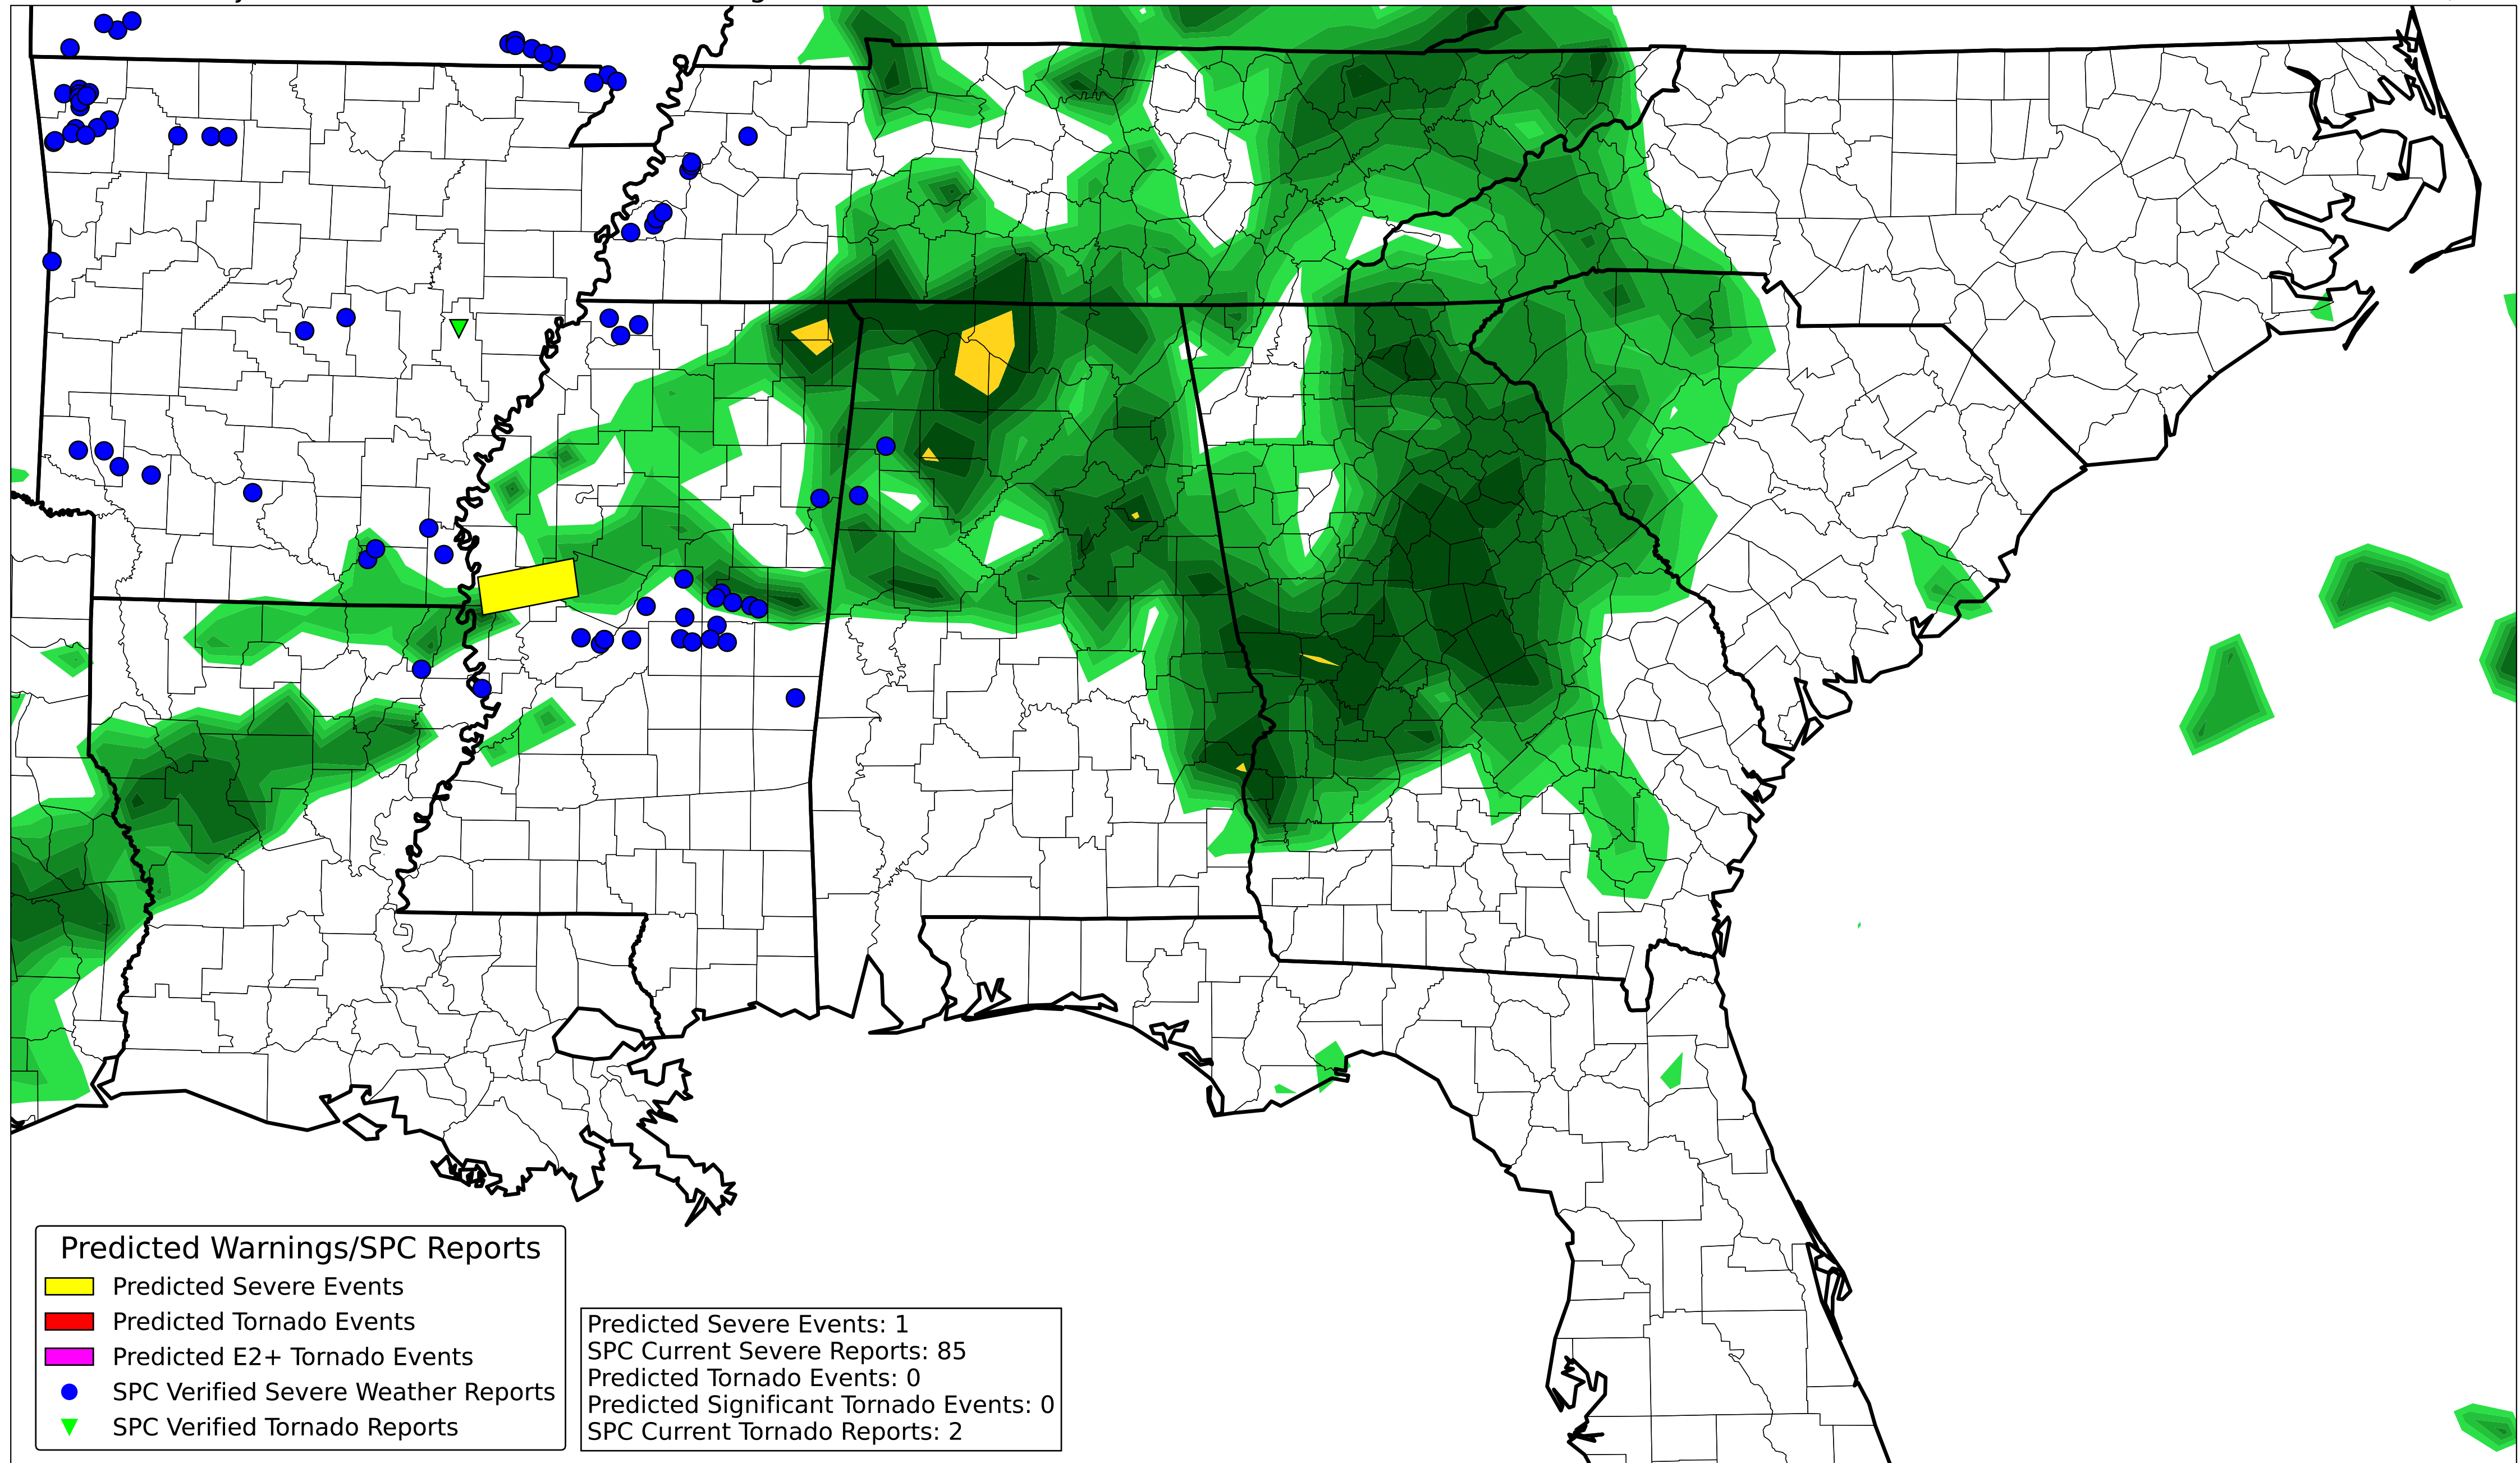 Predicted Warnings/SPC Reports
Predicted Severe Events
Predicted Tornado Events
Predicted E2+ Tornado Events
SPC Verified Severe Weather Reports
SPC Verified Tornado Reports
Predicted Severe Events: 1
SPC Current Severe Reports: 85
Predicted Tornado Events: 0
Predicted Significant Tornado Events: 0
SPC Current Tornado Reports: 2